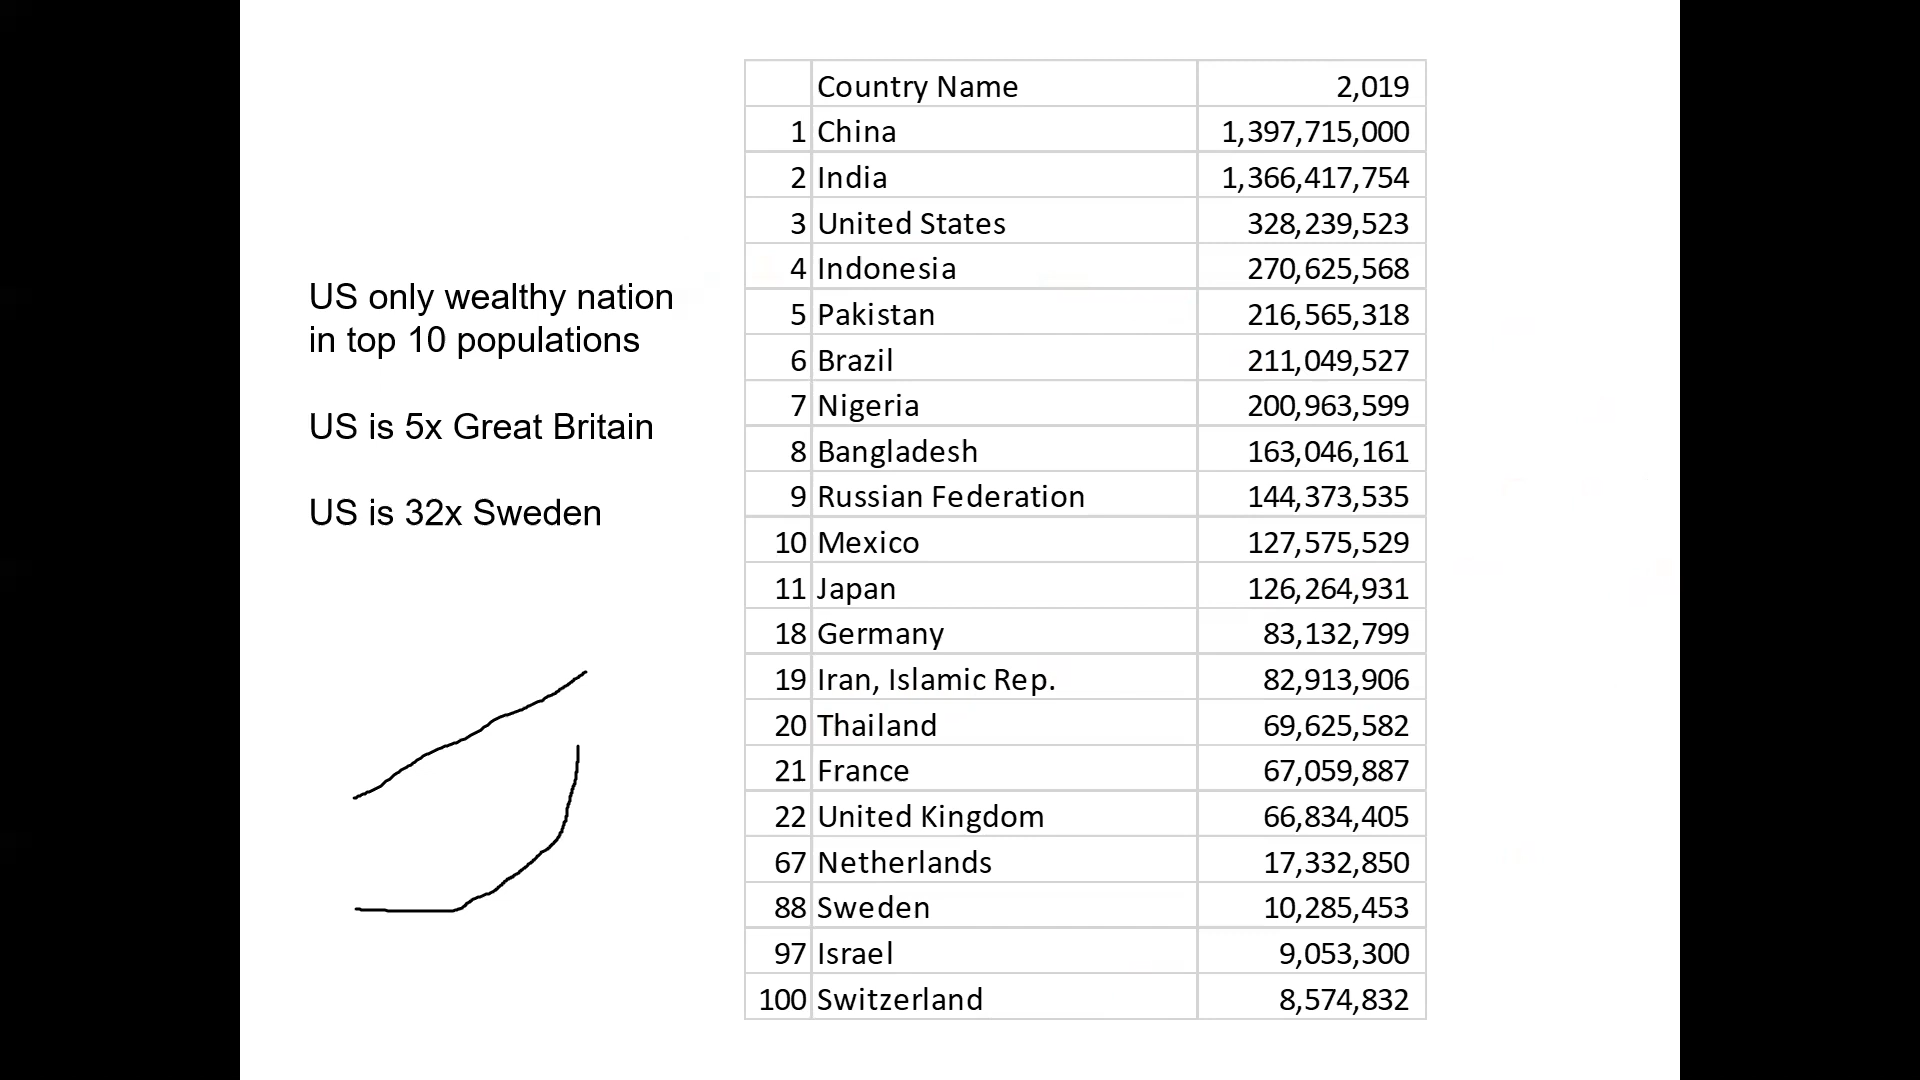 US only wealthy nation
in top 10 populations
US is 5x Great Britain
US is 32x Sweden
Country Name 2,019
1 China 1,397,715,000
2 India 1,366,417,754
3 United States 328,239,523
4 Indonesia 270,625,568
5 Pakistan 216,565,318
6 Brazil 211,049,527
7 Nigeria 200,963,599
8 Bangladesh 163,046,161
9 Russian Federation 144,373,535
10 Mexico 127,575,529
11 Japan 126,264,931
18 Germany 83,132,799
19 Iran, Islamic Rep. 82,913,906
20 Thailand 69,625,582
21 France 67,059,887
22 United Kingdom 66,834,405
67 Netherlands 17,332,850
88 Sweden 10,285,453
97 Israel 9,053,300
100 Switzerland 8,574,832